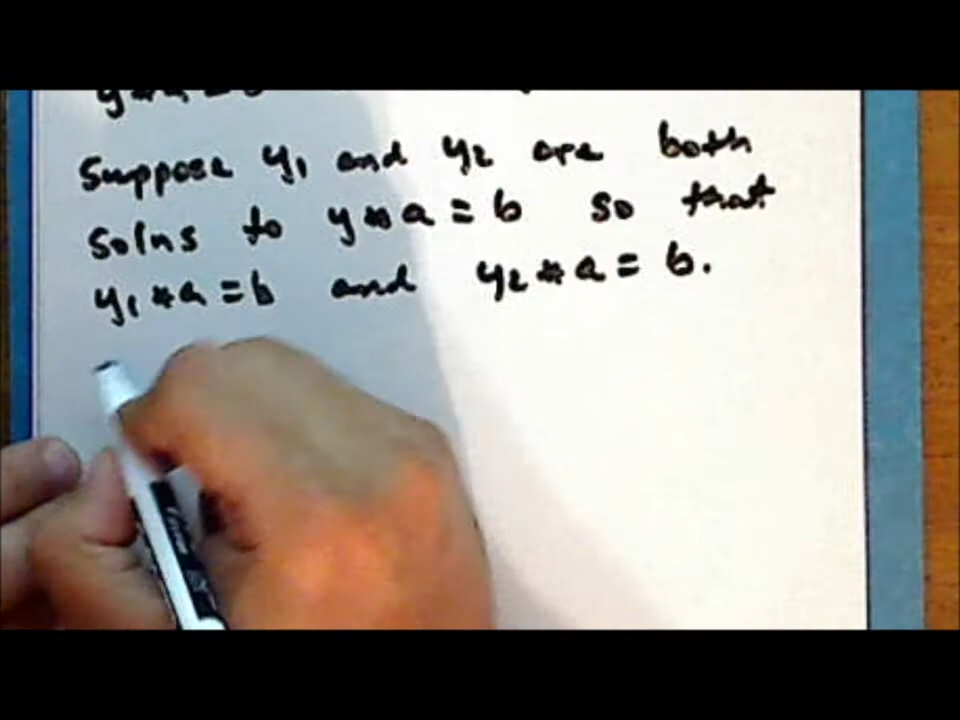 Suppose y₁ and y₂ are both
solns to y * a = b so that
y₁ * a = b and y₂ * a = b.